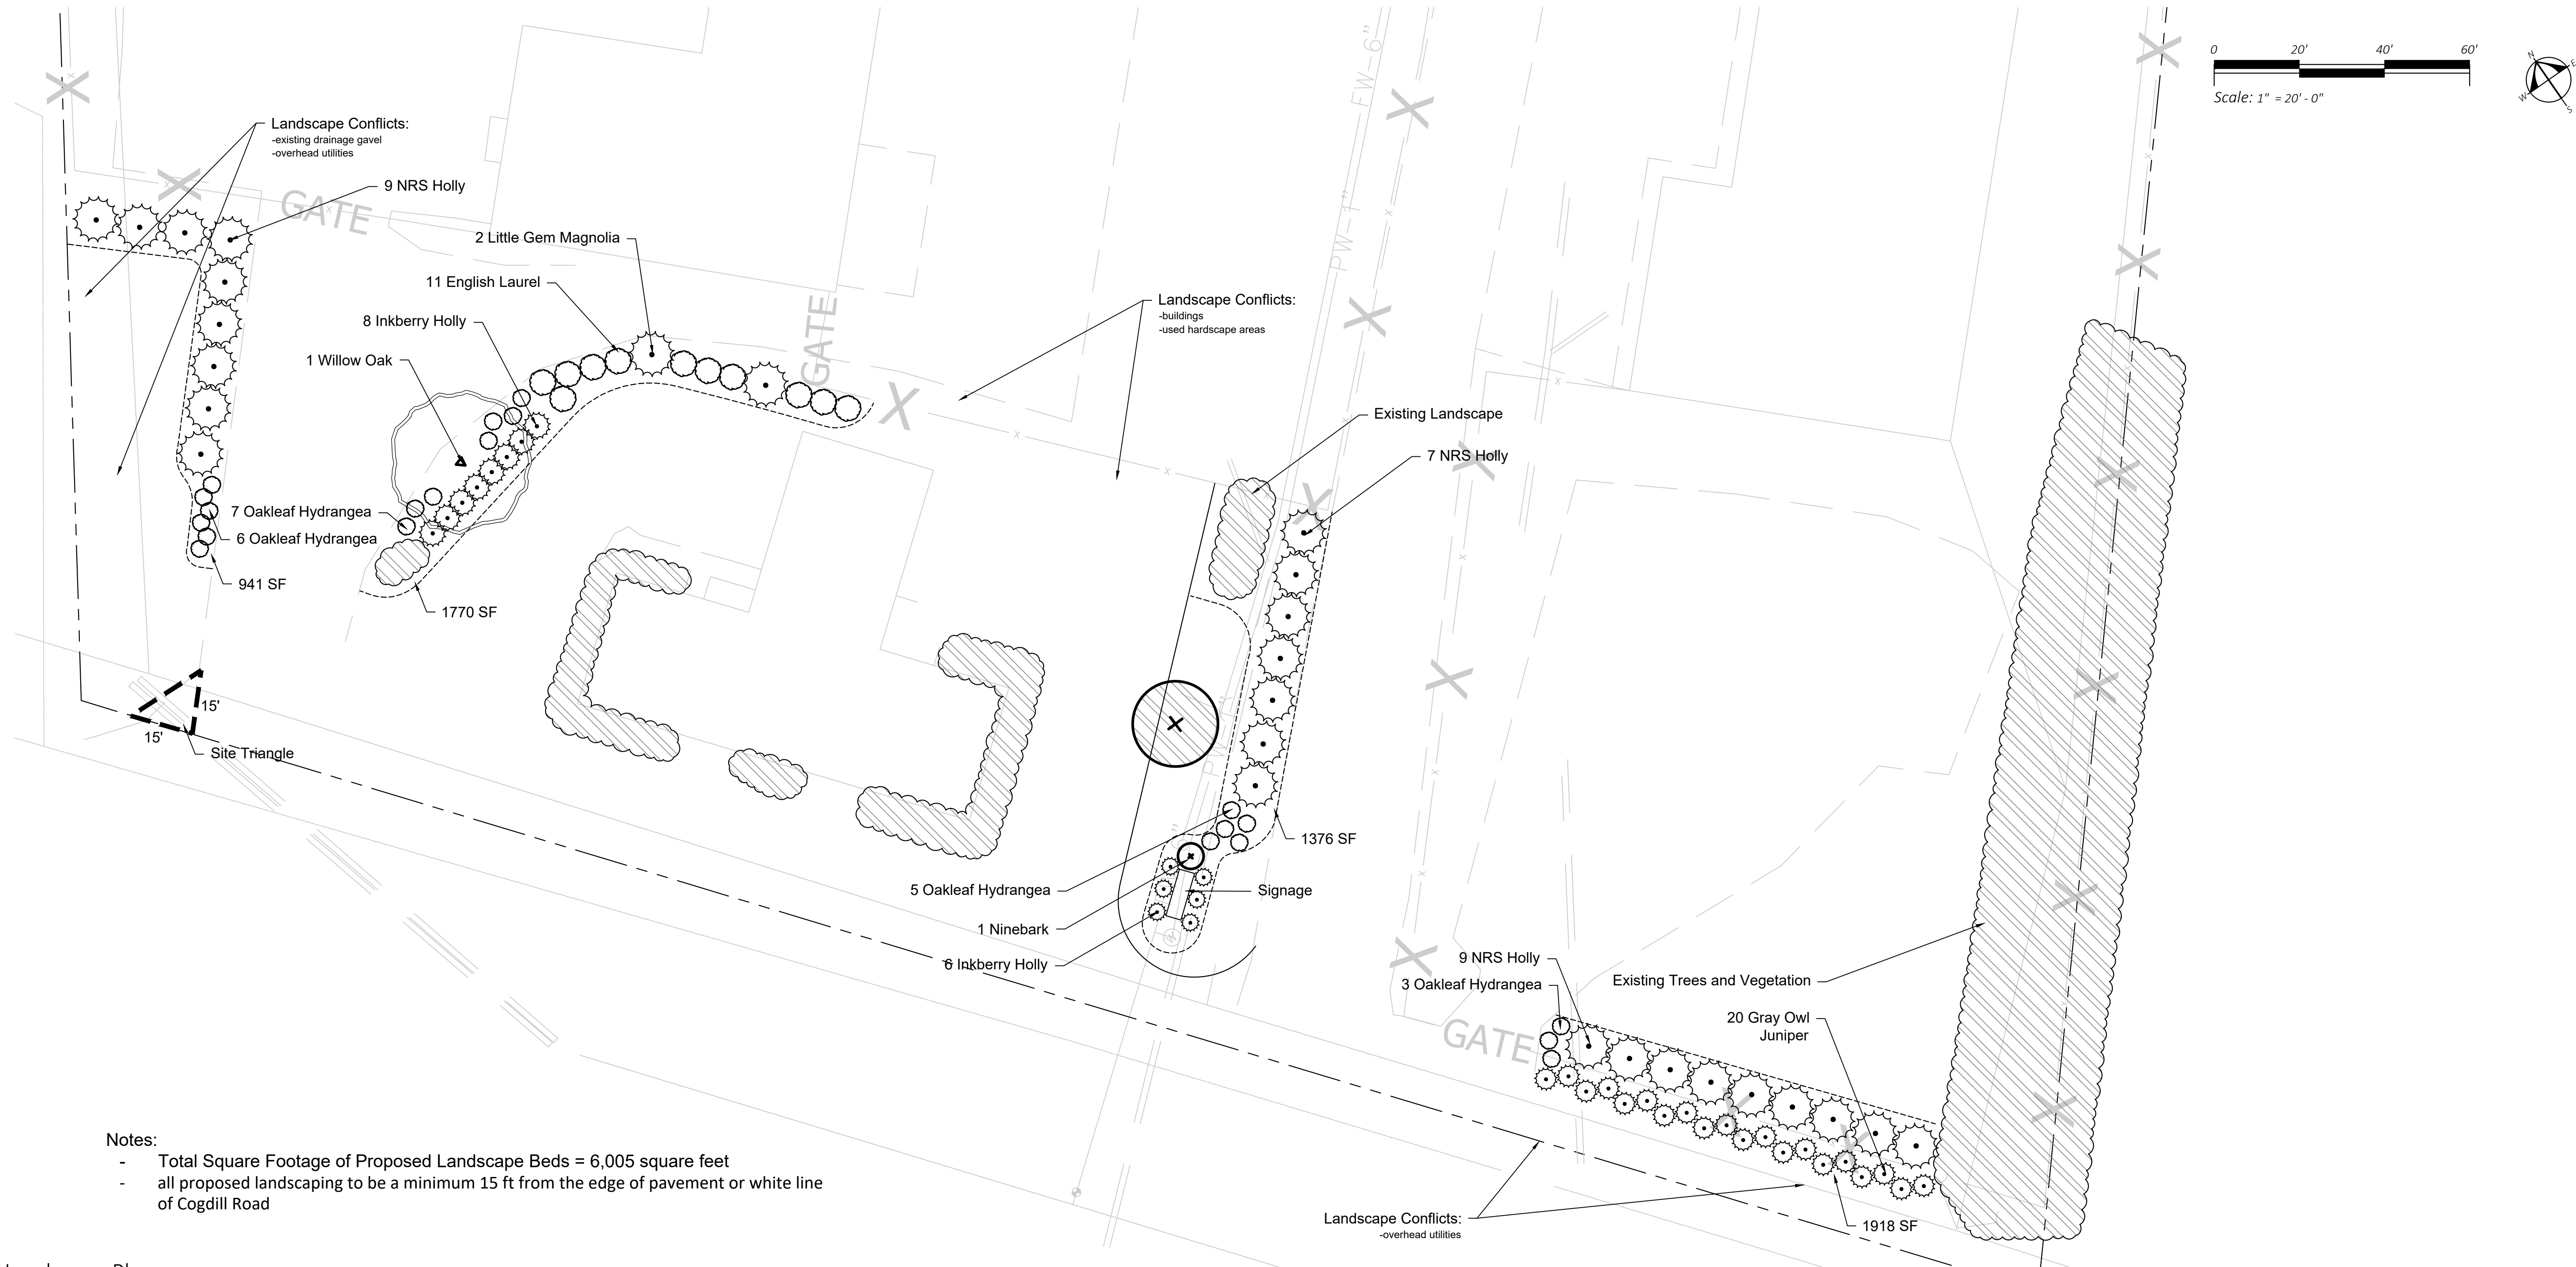 0 20' 40' 60'
Scale: 1" = 20' - 0"
N
E
W
S
Landscape Conflicts:
-existing drainage gavel
-overhead utilities
9 NRS Holly
GATE
2 Little Gem Magnolia
11 English Laurel
8 Inkberry Holly
1 Willow Oak
GATE
FW-6"
PW-1"
Landscape Conflicts:
-buildings
-used hardscape areas
Existing Landscape
7 NRS Holly
7 Oakleaf Hydrangea
6 Oakleaf Hydrangea
941 SF
1770 SF
15'
15'
Site Triangle
1376 SF
5 Oakleaf Hydrangea
Signage
1 Ninebark
6 Inkberry Holly
9 NRS Holly
3 Oakleaf Hydrangea
Existing Trees and Vegetation
20 Gray Owl
Juniper
GATE
Notes:
- Total Square Footage of Proposed Landscape Beds = 6,005 square feet
- all proposed landscaping to be a minimum 15 ft from the edge of pavement or white line
of Cogdill Road
Landscape Conflicts:
-overhead utilities
1918 SF